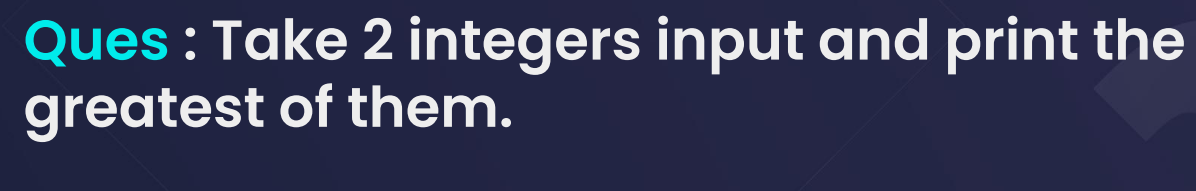 Ques : Take 2 integers input and print the
greatest of them.